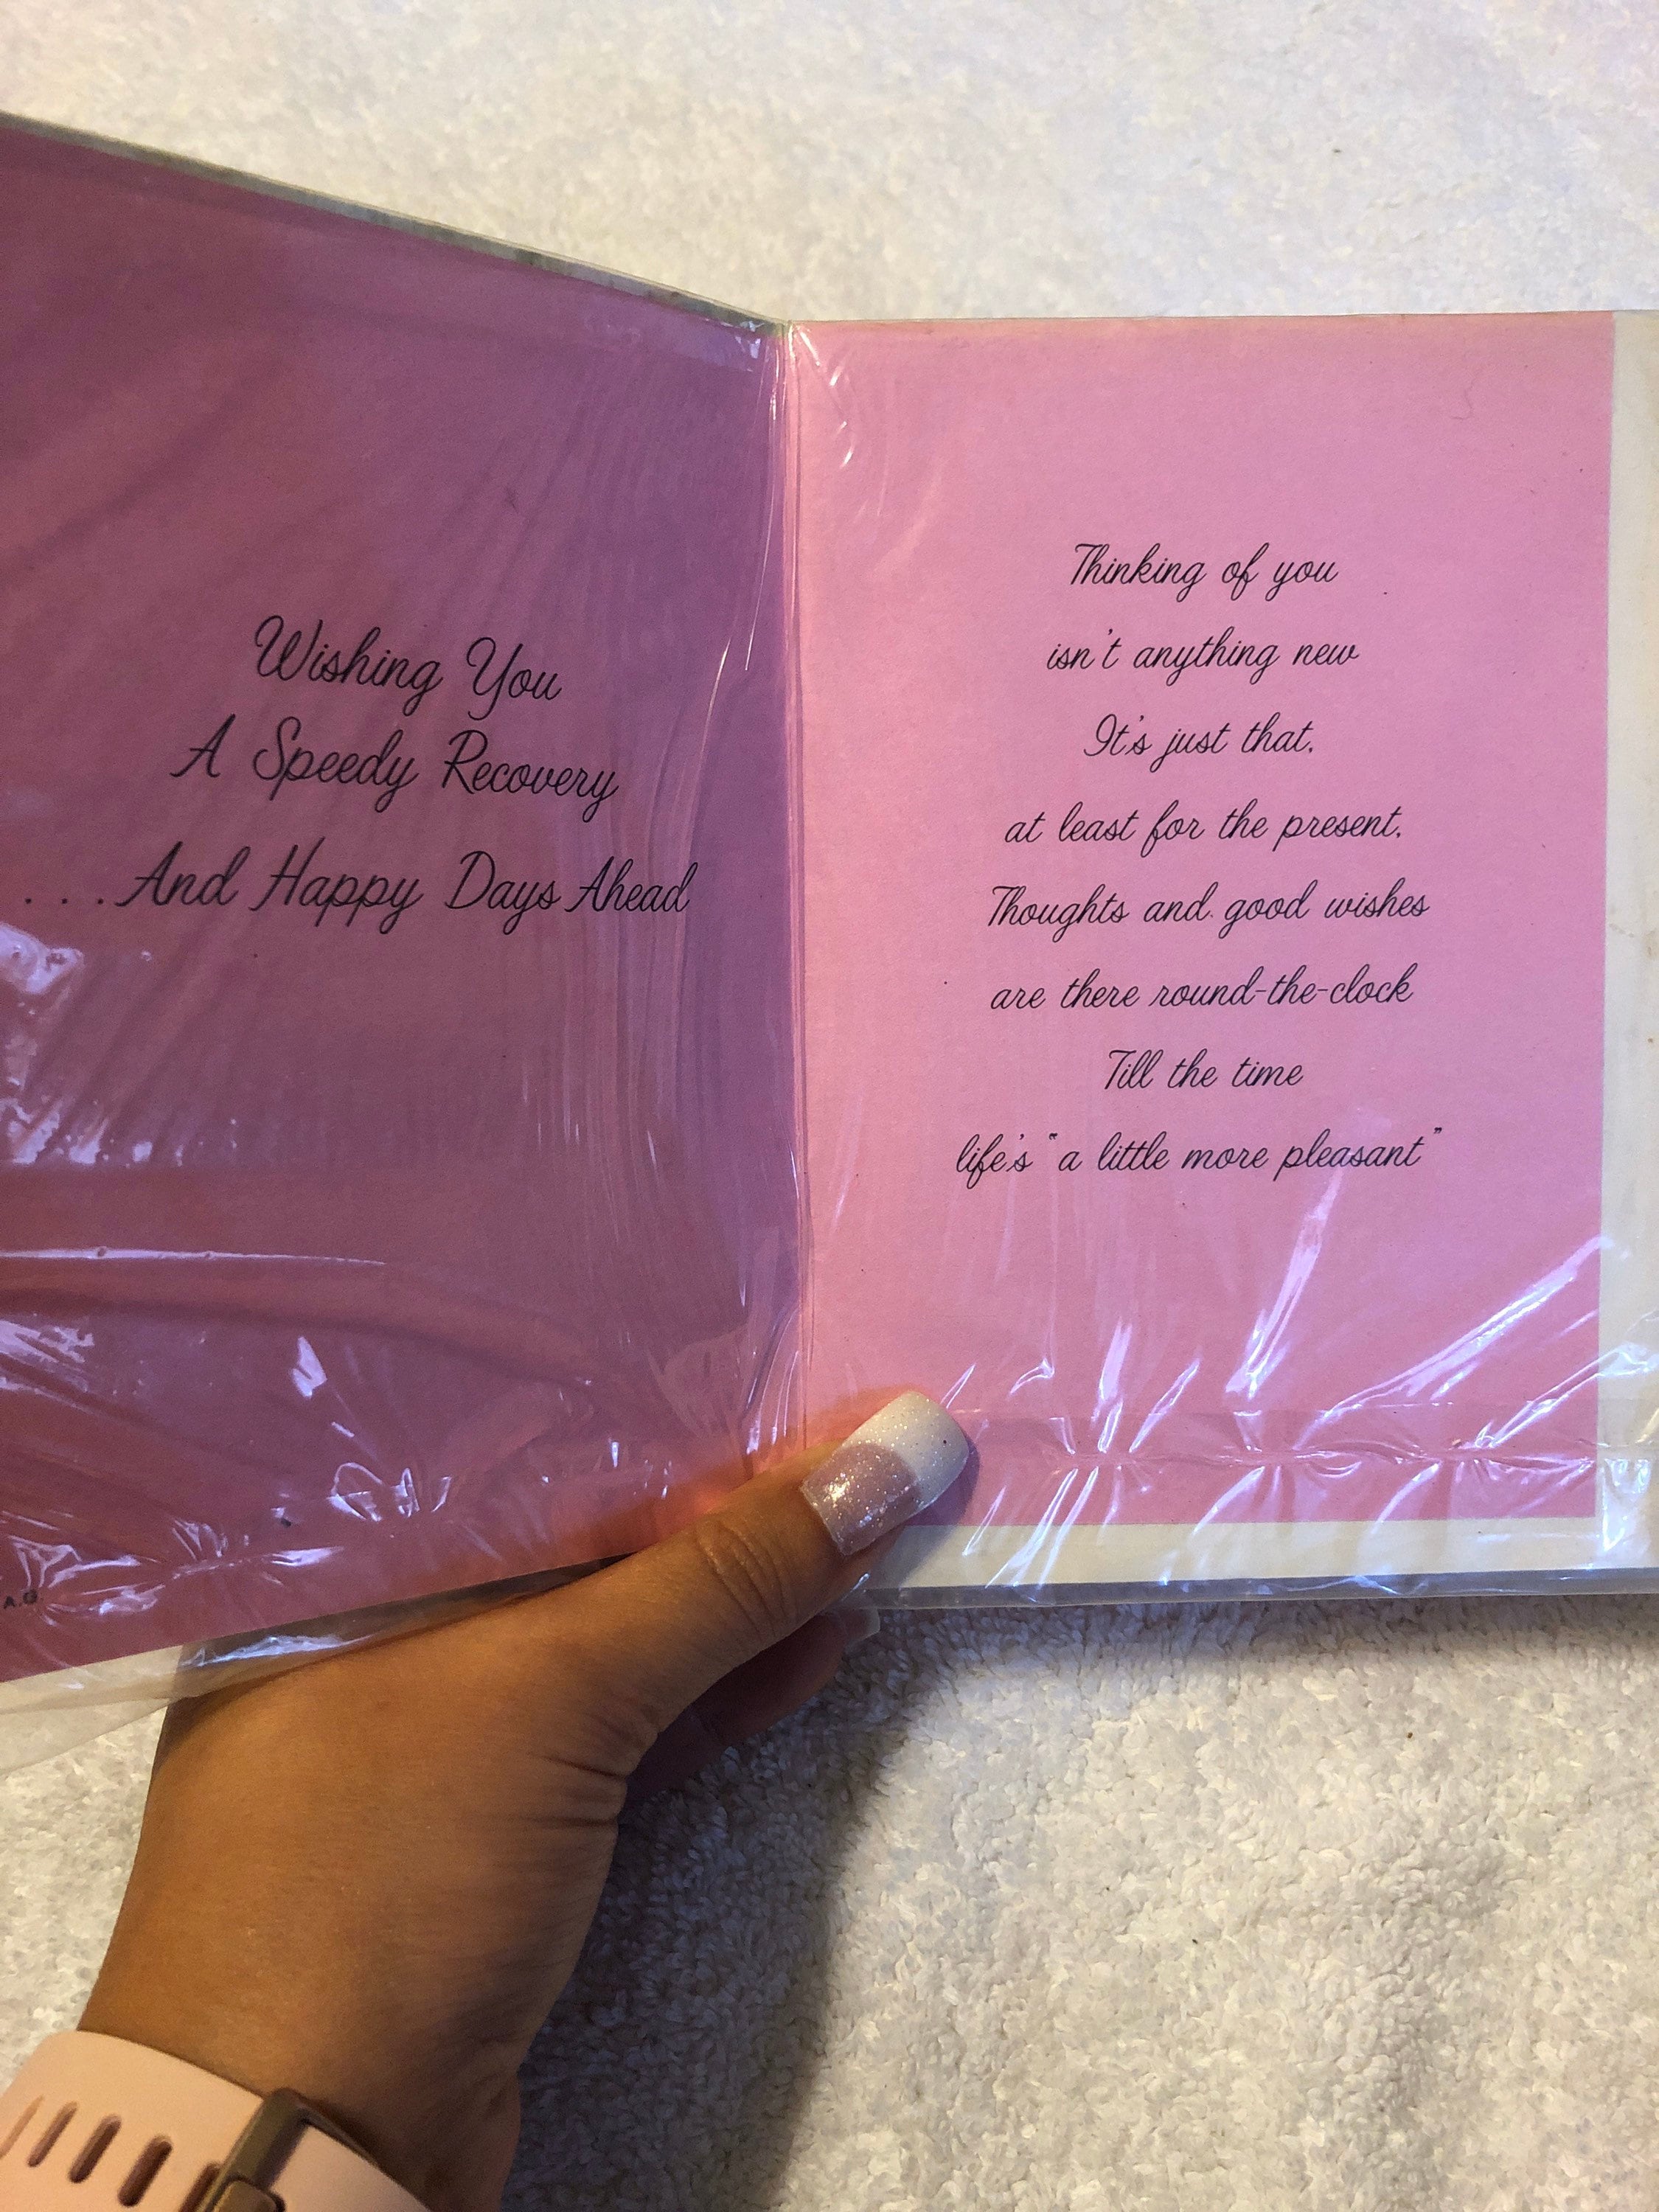 Wishing You
A Speedy Recovery
. . . And Happy Days Ahead
A.G.
Thinking of you
isn't anything new
It's just that,
at least for the present,
Thoughts and good wishes
are there round-the-clock
Till the time
life's "a little more pleasant"